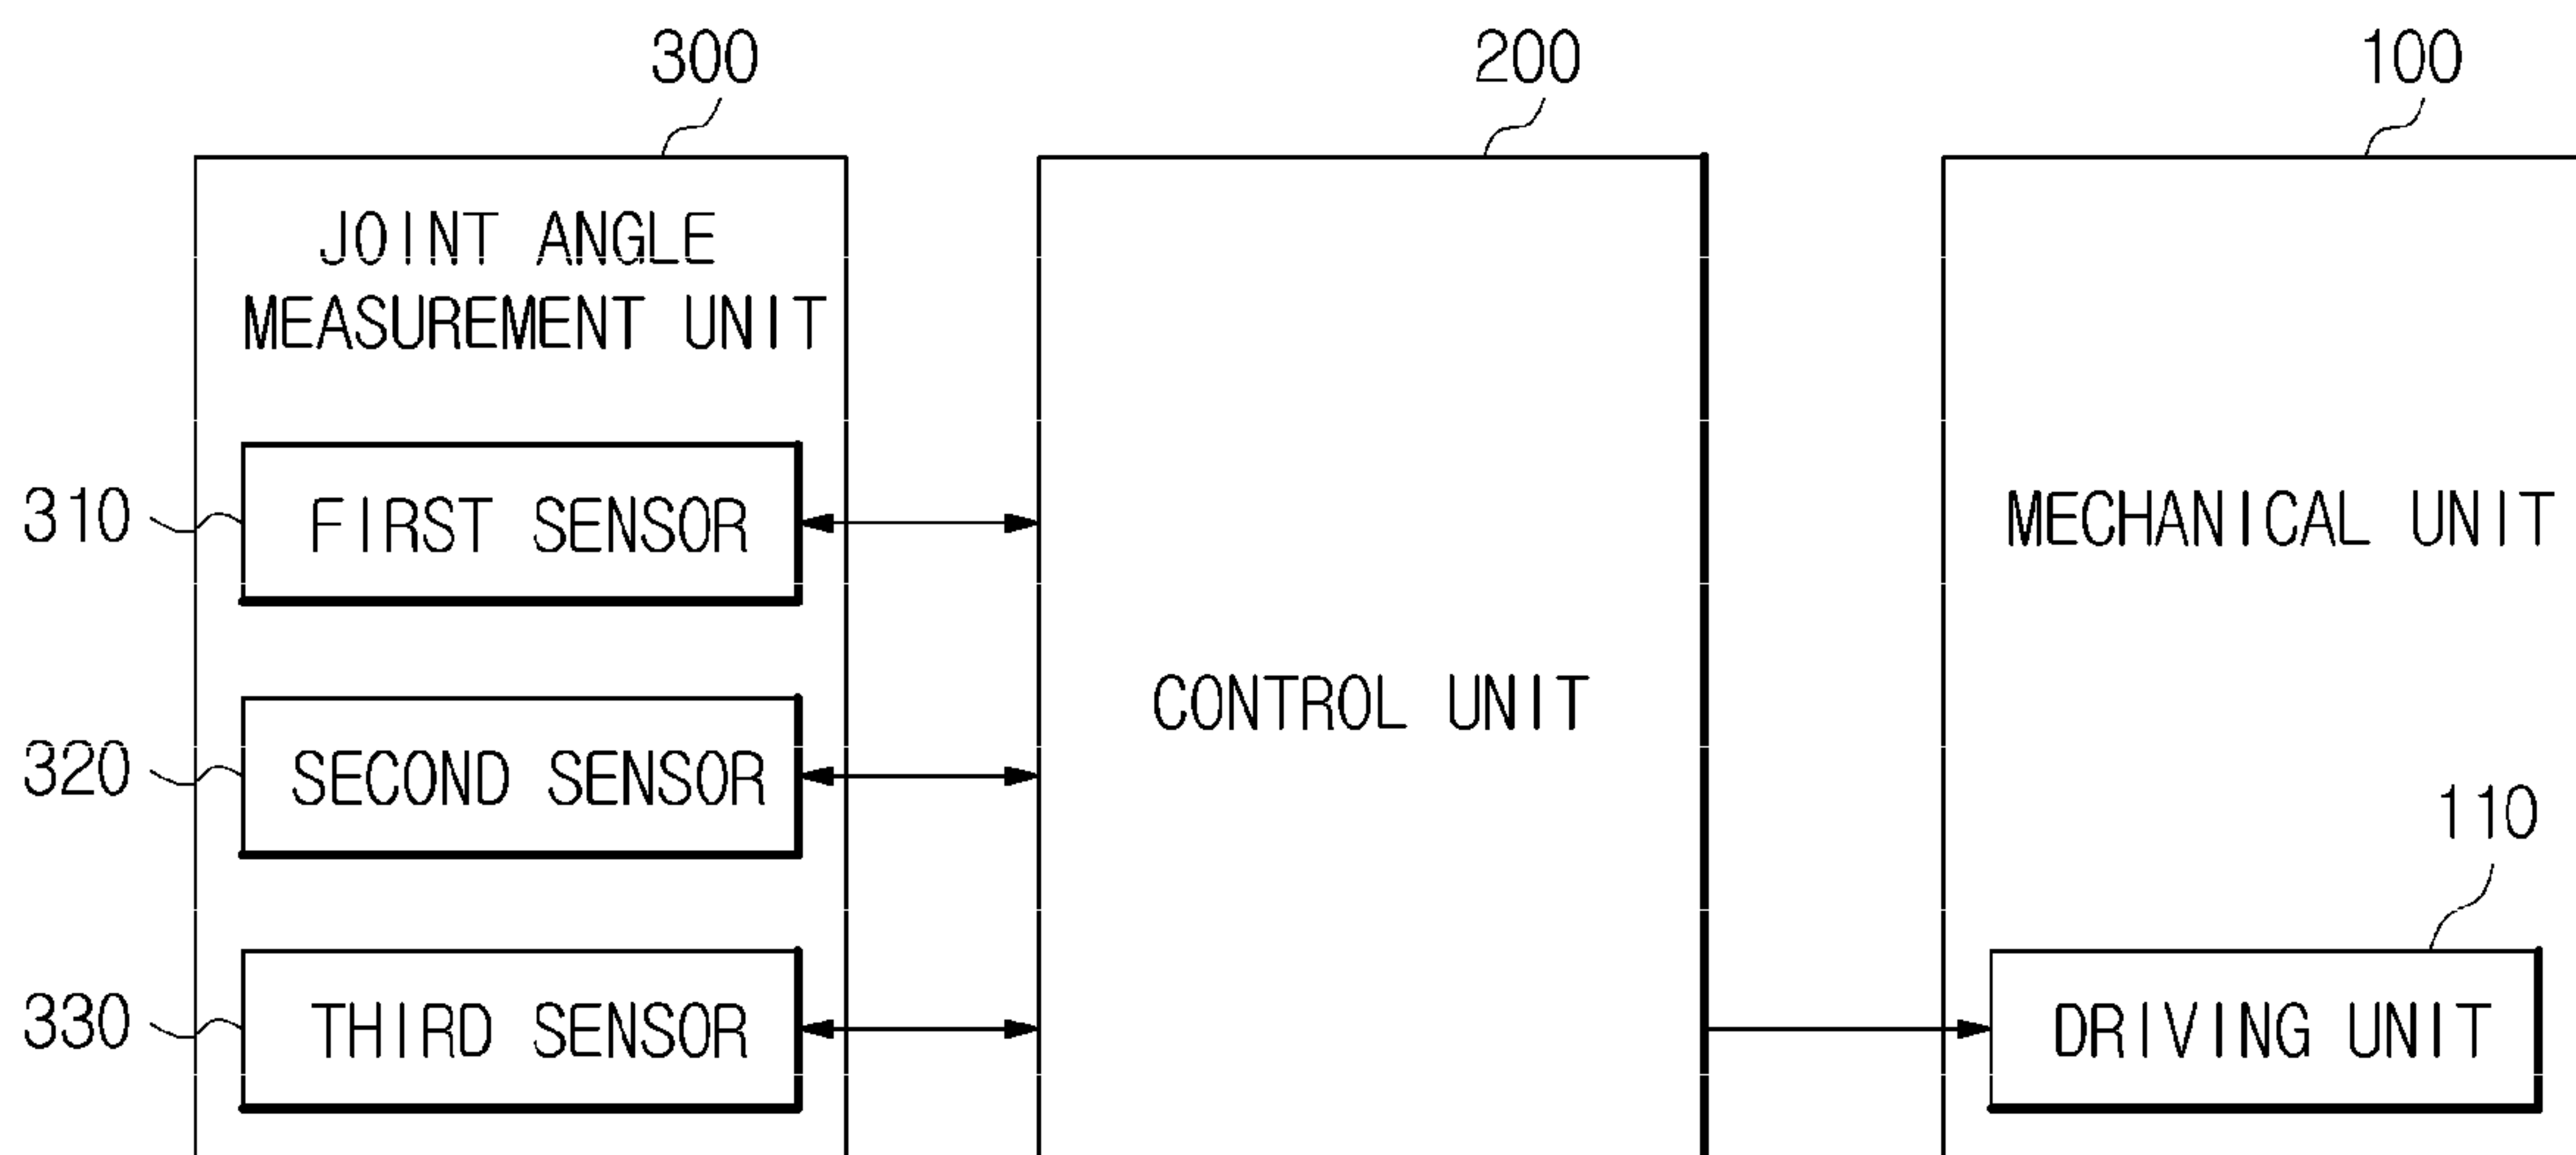 300
200
100
JOINT ANGLE
MEASUREMENT UNIT
310
FIRST SENSOR
MECHANICAL UNIT
CONTROL UNIT
320
SECOND SENSOR
110
330
THIRD SENSOR
DRIVING UNIT